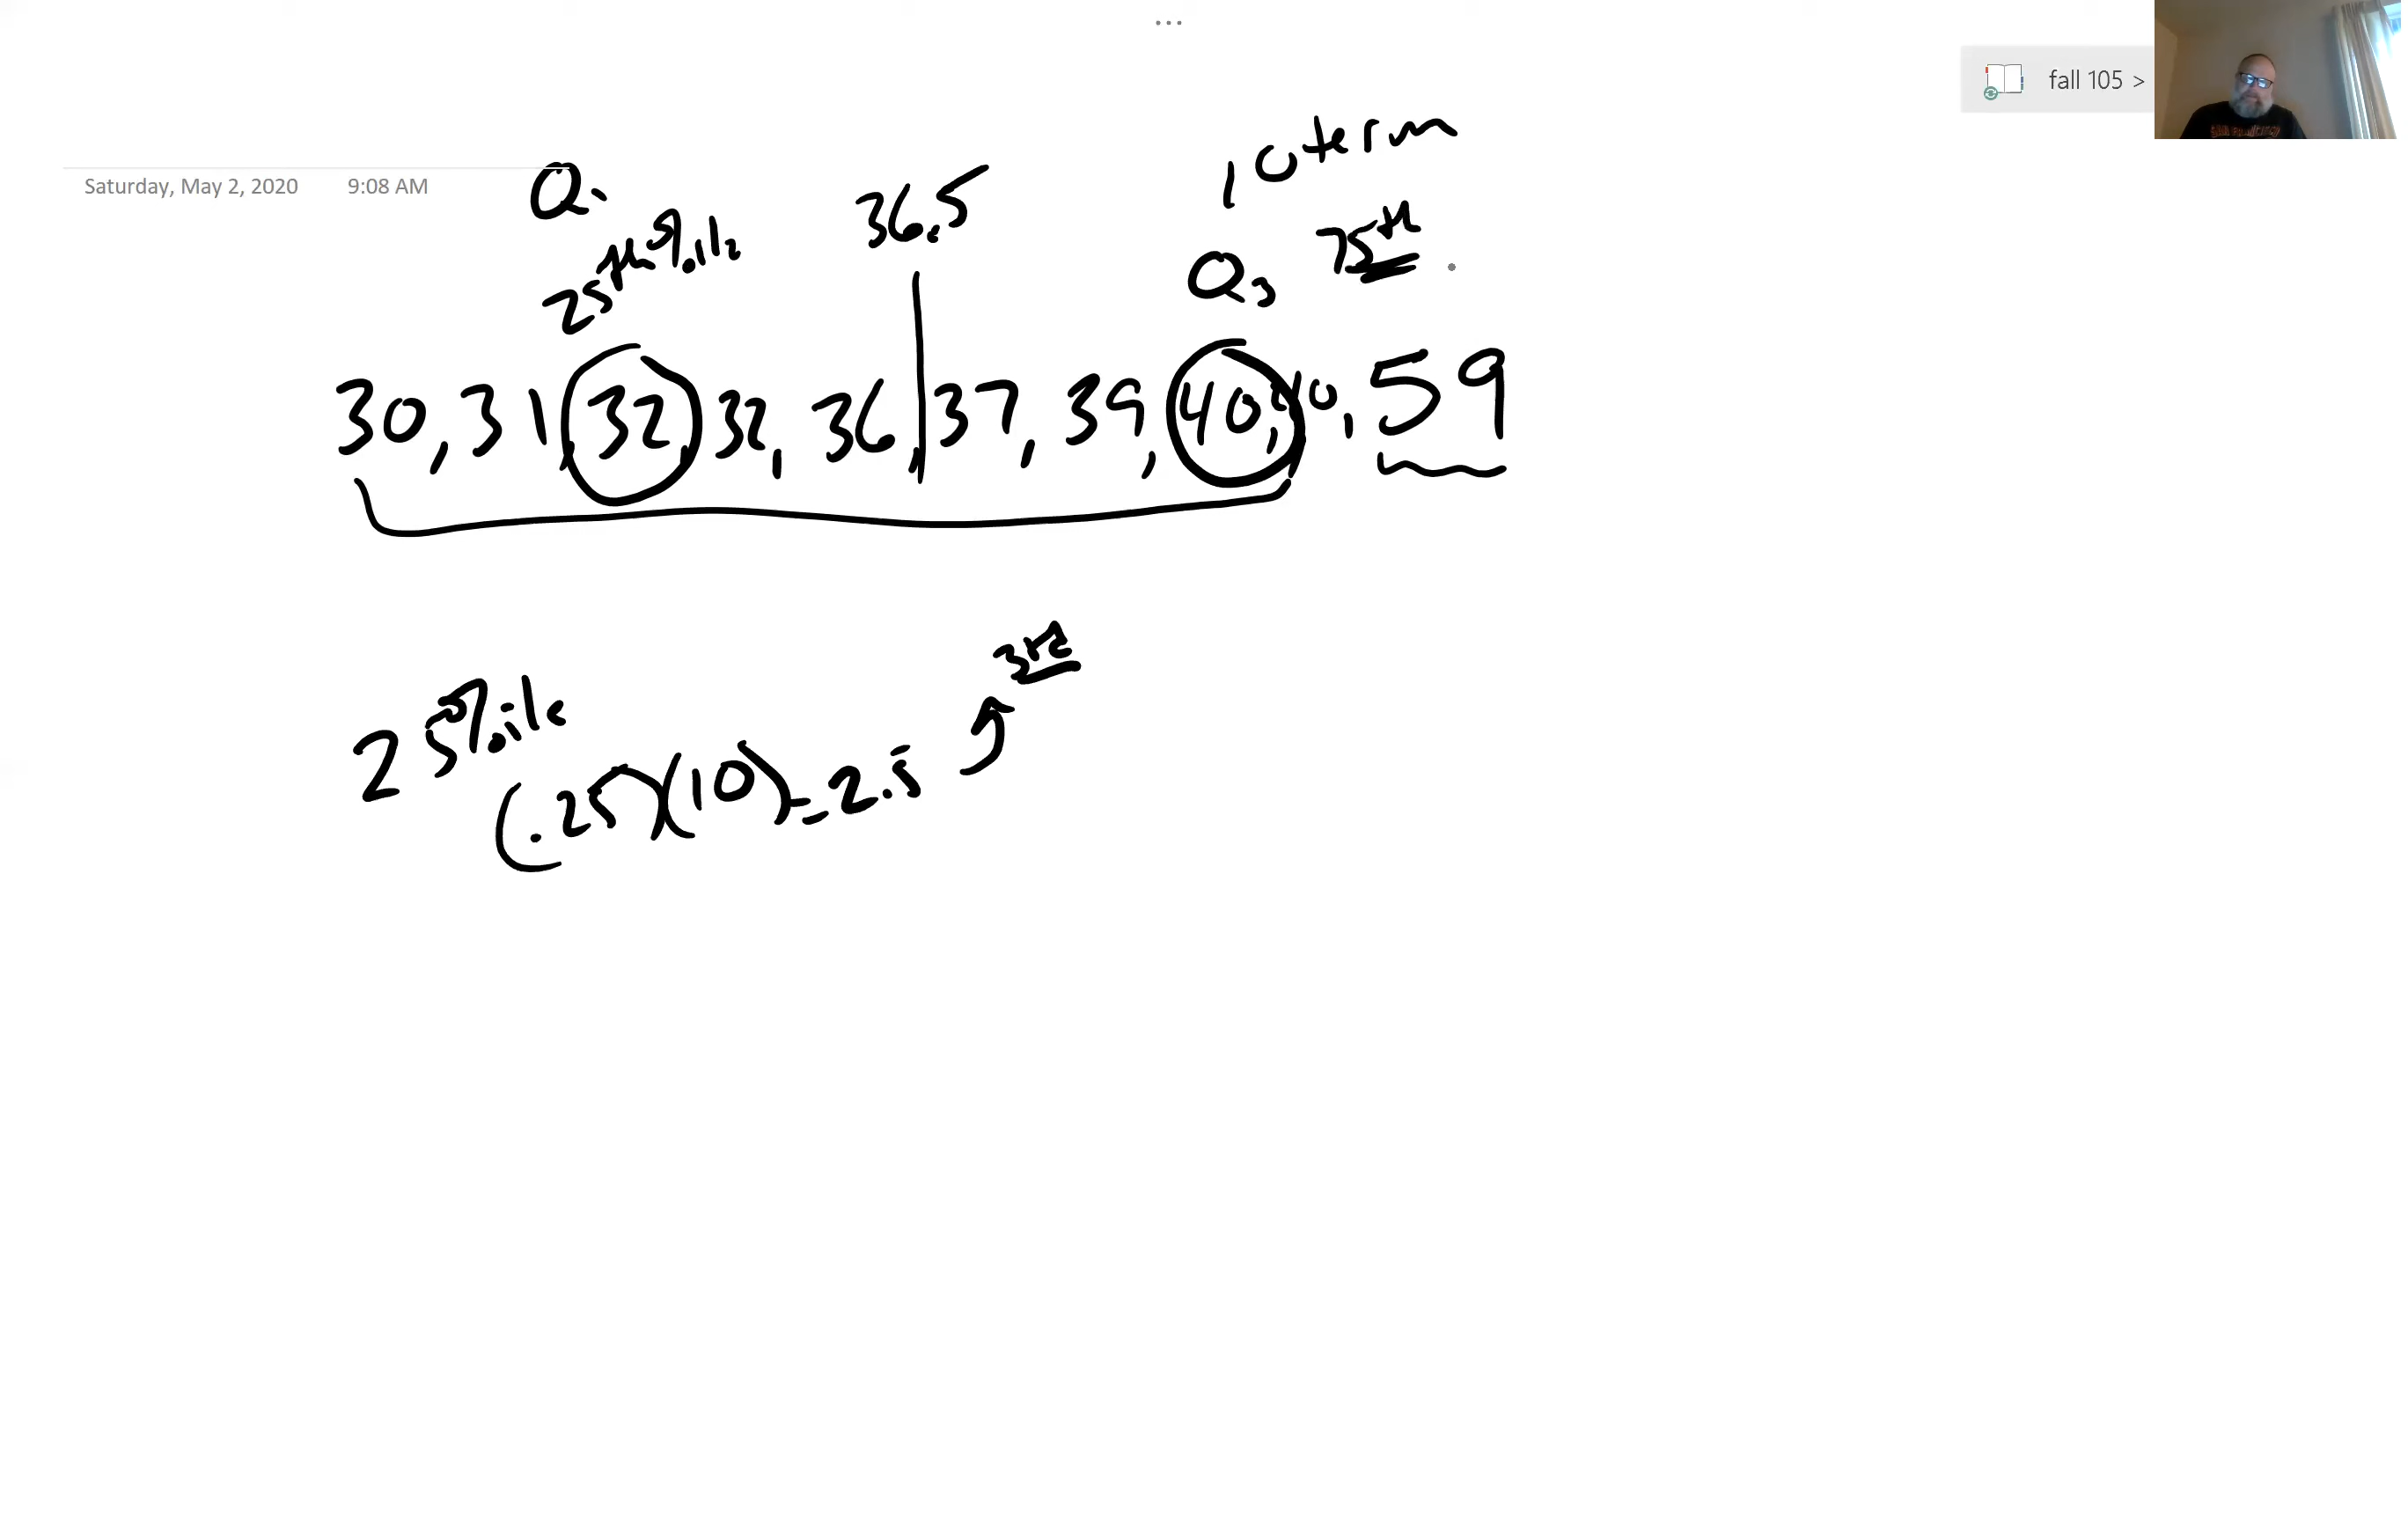 ...
fall 105 >
Saturday, May 2, 2020 9:08 AM
10 term
Q1 36.5
25th %ile
Q3 75th
30, 31, 32, 32, 36, 37, 39, 40, 40, 59
3rd
25 %ile
(.25)(10) = 2.5